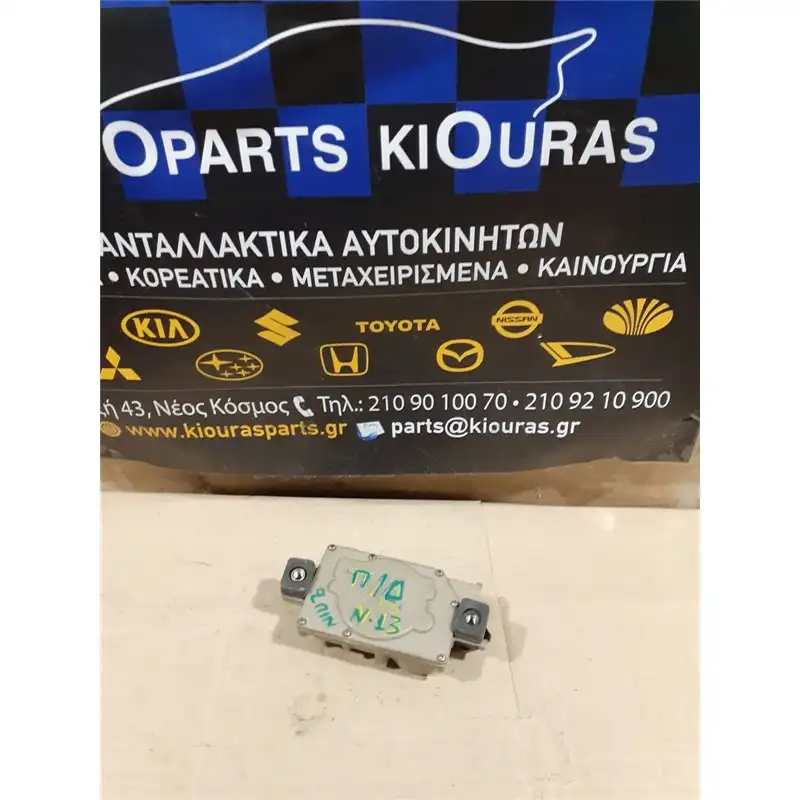 OPARTS KIOURAS
ΑΝΤΑΛΛΑΚΤΙΚΑ ΑΥΤΟΚΙΝΗΤΩΝ
• ΚΟΡΕΑΤΙΚΑ • ΜΕΤΑΧΕΙΡΙΣΜΕΝΑ • ΚΑΙΝΟΥΡΓΙΑ
KIA
TOYOTA
NISSAN
43, Νέος Κόσμος Τηλ.: 210 90 100 70 • 210 92 10 900
www.kiourasparts.gr parts@kiouras.gr
Π/Δ
2ΠΙΝ
N-13